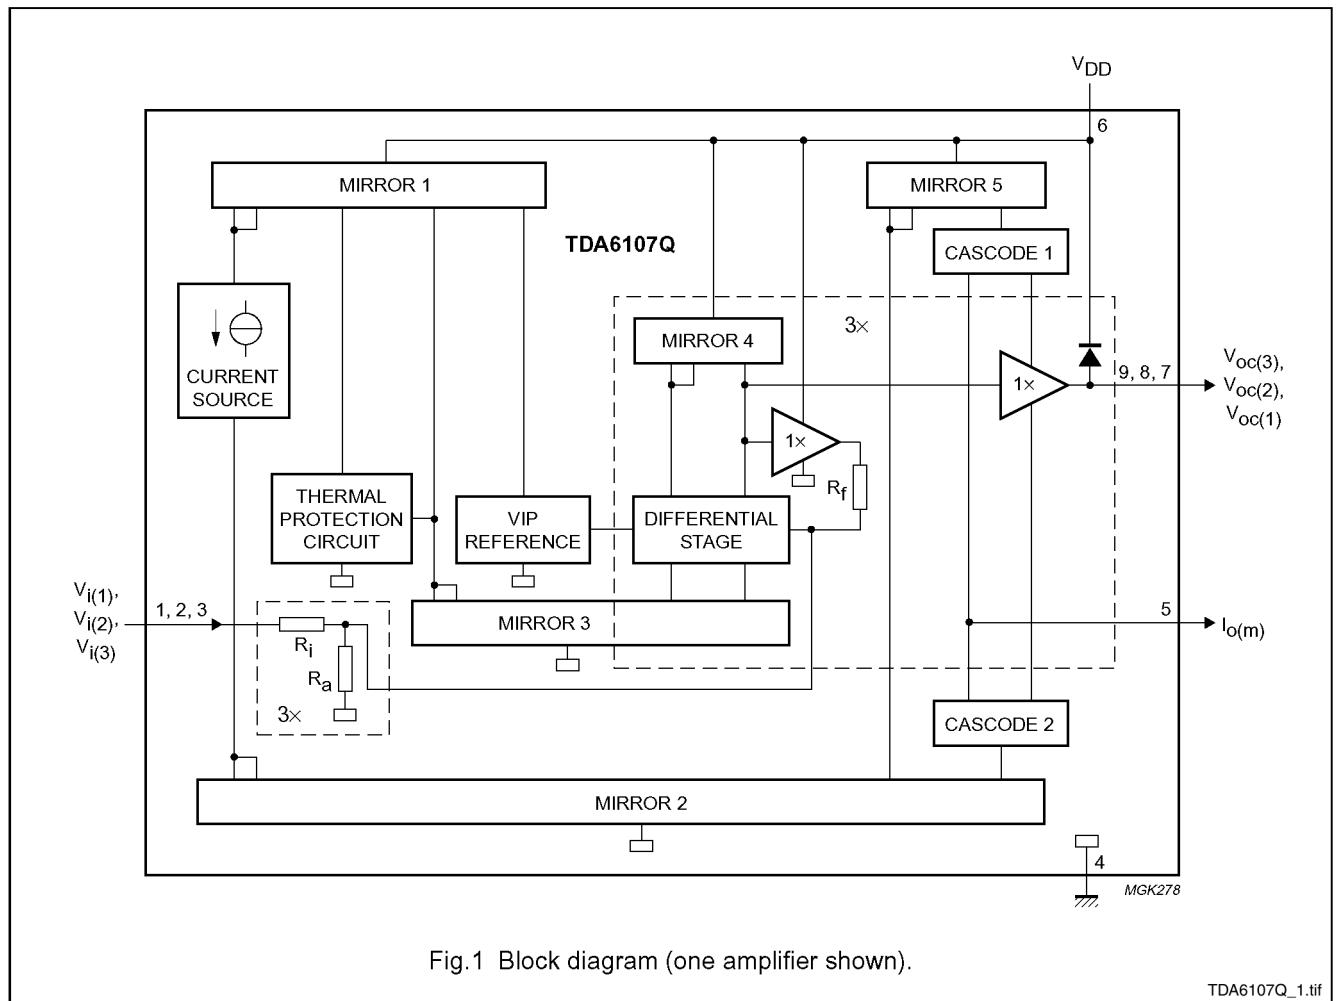 VDD
6
MIRROR 1
MIRROR 5
TDA6107Q
CASCODE 1
3×
MIRROR 4
CURRENT
SOURCE
1×
9, 8, 7
Voc(3),
Voc(2),
Voc(1)
1×
Rf
THERMAL
PROTECTION
CIRCUIT
VIP
REFERENCE
DIFFERENTIAL
STAGE
Vi(1),
Vi(2),
Vi(3)
1, 2, 3
Ri
Ra
3×
MIRROR 3
5
Io(m)
CASCODE 2
MIRROR 2
4
MGK278
Fig.1 Block diagram (one amplifier shown).
TDA6107Q_1.tif